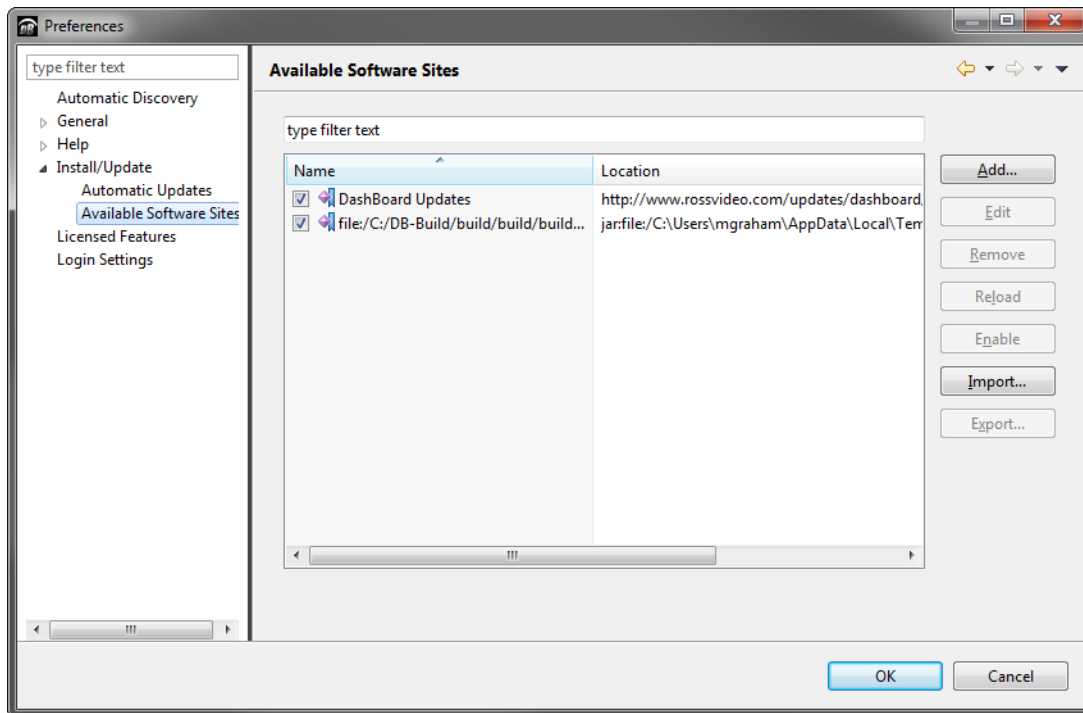 Preferences
type filter text
Automatic Discovery
General
Help
Install/Update
Automatic Updates
Available Software Sites
Licensed Features
Login Settings
Available Software Sites
type filter text
Name Location
DashBoard Updates http://www.rossvideo.com/updates/dashboard,
file:/C:/DB-Build/build/build/build... jar:file:/C:\Users\mgraham\AppData\Local\Tem
Add...
Edit
Remove
Reload
Enable
Import...
Export...
OK Cancel